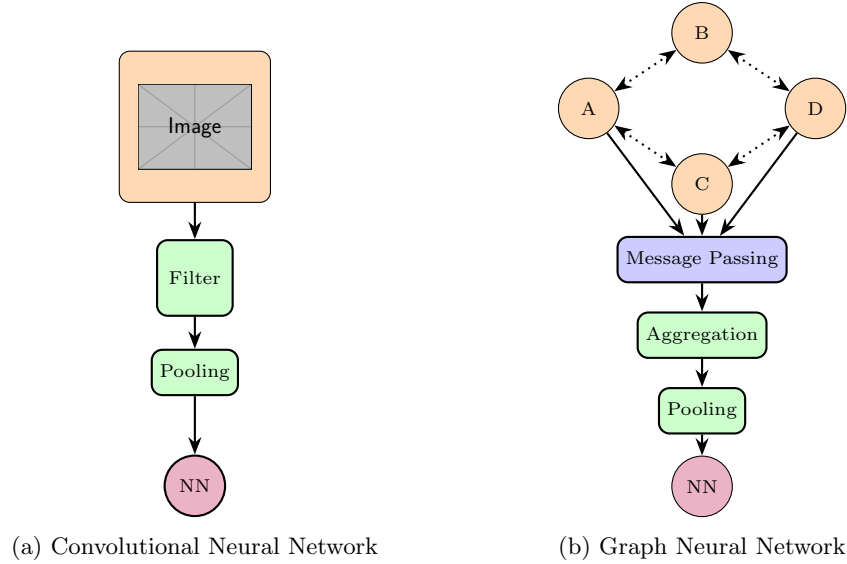 Image
Filter
Pooling
NN
(a) Convolutional Neural Network
B
A
D
C
Message Passing
Aggregation
Pooling
NN
(b) Graph Neural Network